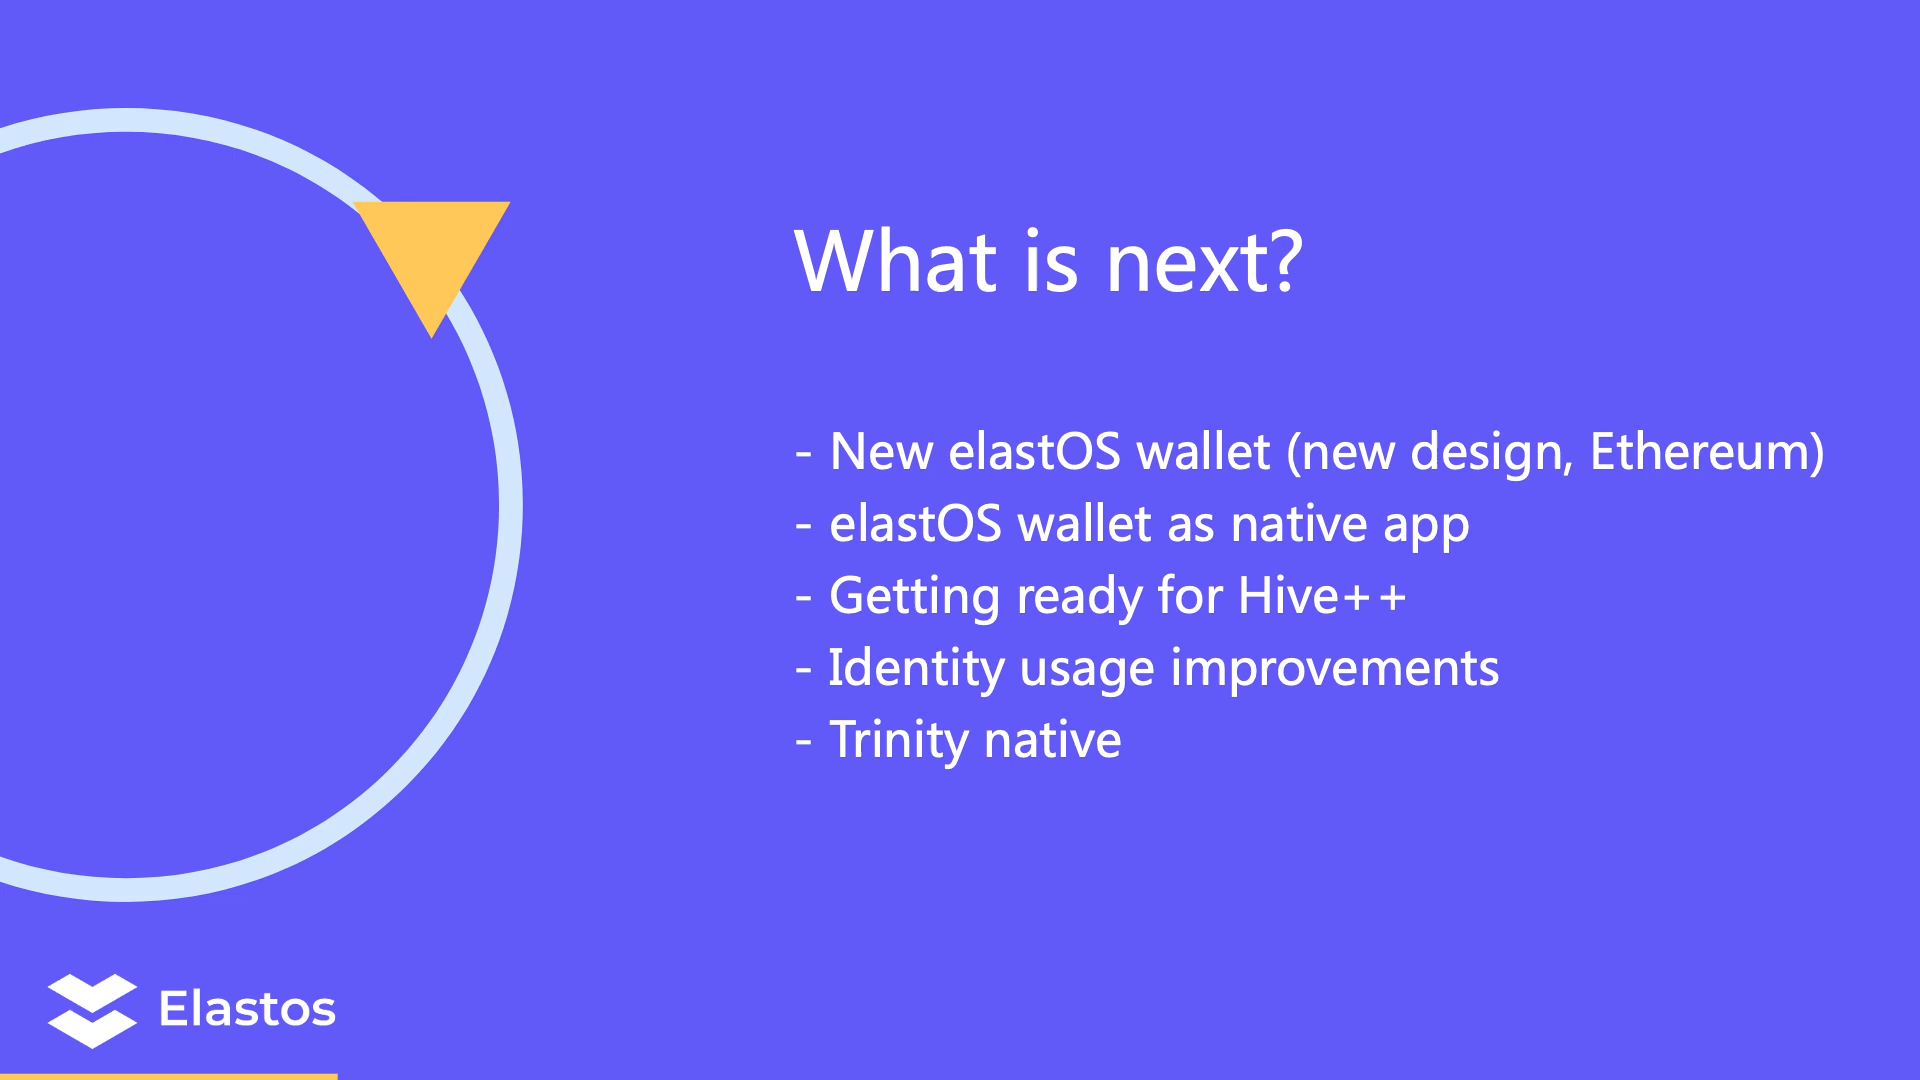 What is next?
- New elastOS wallet (new design, Ethereum)
- elastOS wallet as native app
- Getting ready for Hive++
- Identity usage improvements
- Trinity native
Elastos